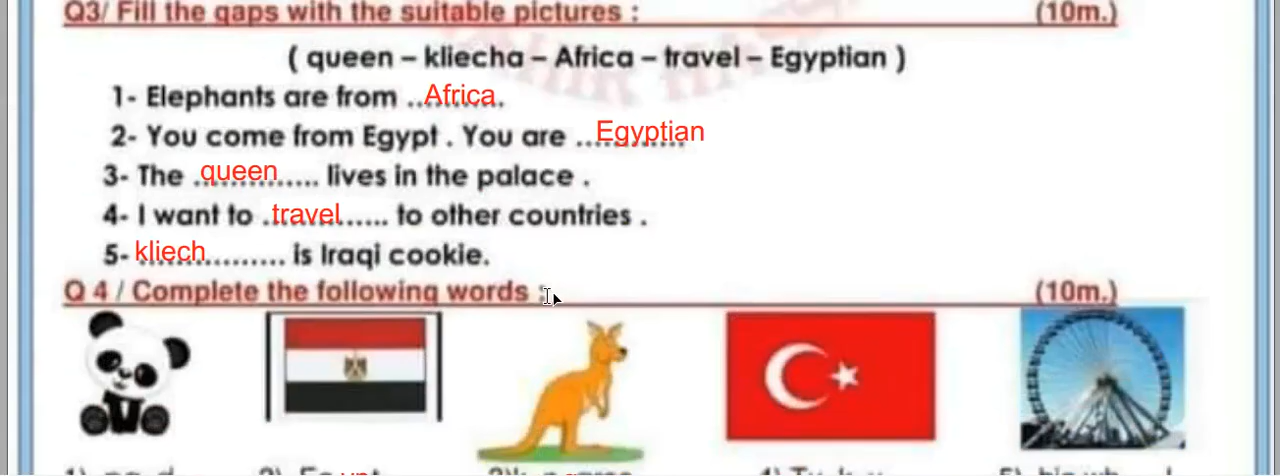 Q3/ Fill the gaps with the suitable pictures : (10m.)
( queen – kliecha – Africa – travel – Egyptian )
1- Elephants are from ..Africa.
2- You come from Egypt . You are ...Egyptian
3- The .queen...... lives in the palace .
4- I want to .travel...... to other countries .
5- kliech.......... is Iraqi cookie.
Q 4 / Complete the following words : (10m.)